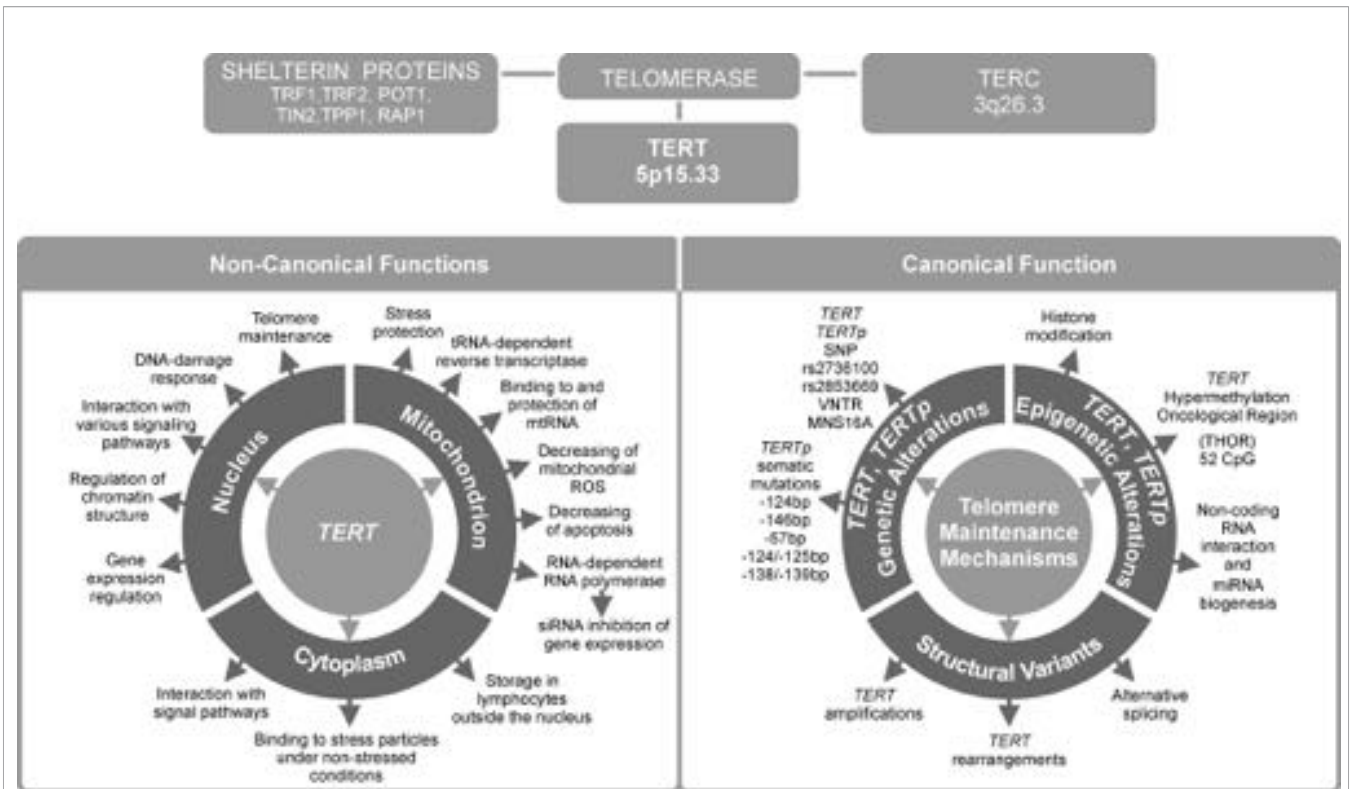 SHELTERIN PROTEINS
TRF1,TRF2, POT1,
TIN2,TPP1, RAP1
TELOMERASE
TERC
3q26.3
TERT
5p15.33
Non-Canonical Functions
Telomere
maintenance
DNA-damage
response
Interaction with
various signaling
pathways
Regulation of
chromatin
structure
Gene
expression
regulation
Stress
protection
tRNA-dependent
reverse transcriptase
Binding to and
protection of
mtRNA
Decreasing of
mitochondrial
ROS
Decreasing
of apoptosis
RNA-dependent
RNA polymerase
siRNA inhibition of
gene expression
Nucleus
Mitochondrion
Cytoplasm
TERT
Interaction with
signal pathways
Binding to stress particles
under non-stressed
conditions
Storage in
lymphocytes
outside the nucleus
Canonical Function
TERT
TERTp
SNP
rs2736100
rs2853669
VNTR
MNS16A
TERTp
somatic
mutations
-124bp
-146bp
-57bp
-124/-125bp
-138/-139bp
Histone
modification
TERT
Hypermethylation
Oncological Region
(THOR)
52 CpG
Non-coding
RNA
interaction
and
miRNA
biogenesis
TERT, TERTp
Genetic Alterations
TERT, TERTp
Epigenetic Alterations
Structural Variants
Telomere
Maintenance
Mechanisms
TERT
amplifications
TERT
rearrangements
Alternative
splicing